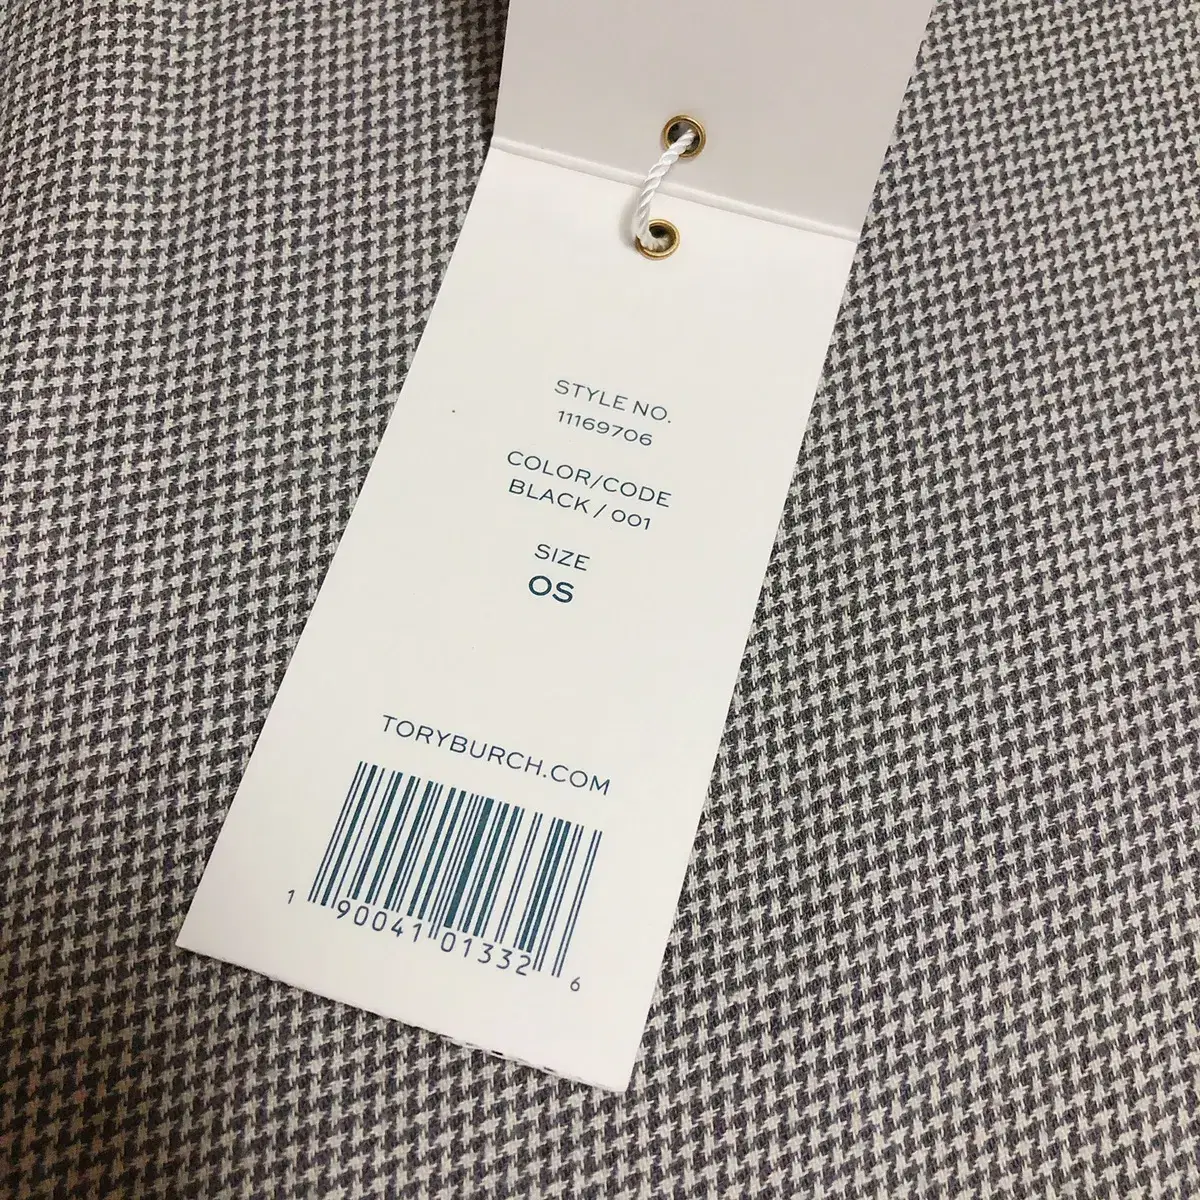 STYLE NO.
11169706
COLOR/CODE
BLACK / 001
SIZE
OS
TORYBURCH.COM
1 90041 01332 6